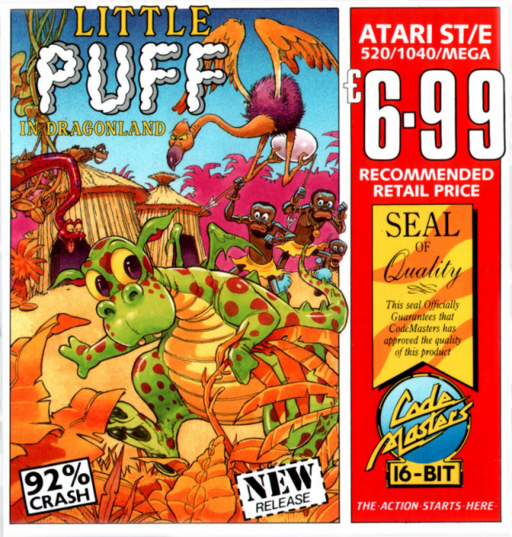 LITTLE
PUFF
IN DRAGONLAND
92%
CRASH
NEW
RELEASE
ATARI ST/E
520/1040/MEGA
£6·99
RECOMMENDED
RETAIL PRICE
SEAL
OF
Quality
This seal Officially
Guarantees that
CodeMasters has
approved the quality
of this product
Code
Masters
16-BIT
THE·ACTION·STARTS·HERE·